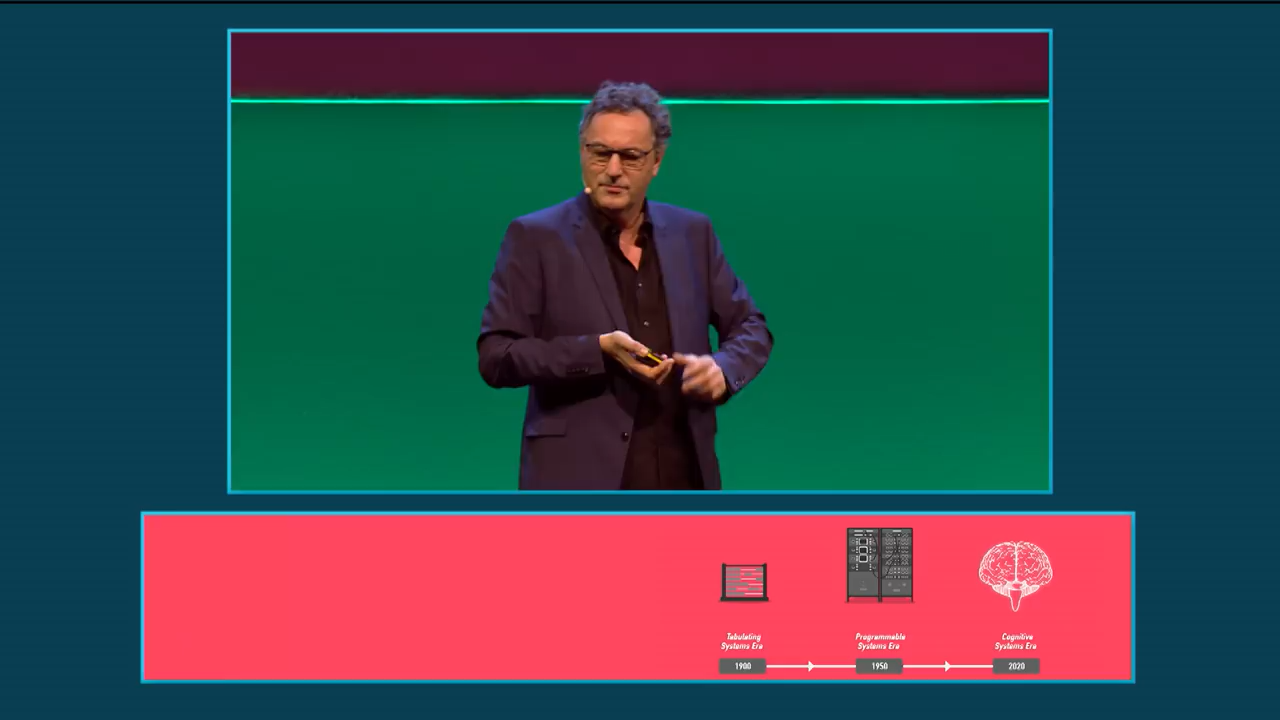 Tabulating
Systems Era
Programmable
Systems Era
Cognitive
Systems Era
1900
1950
2020